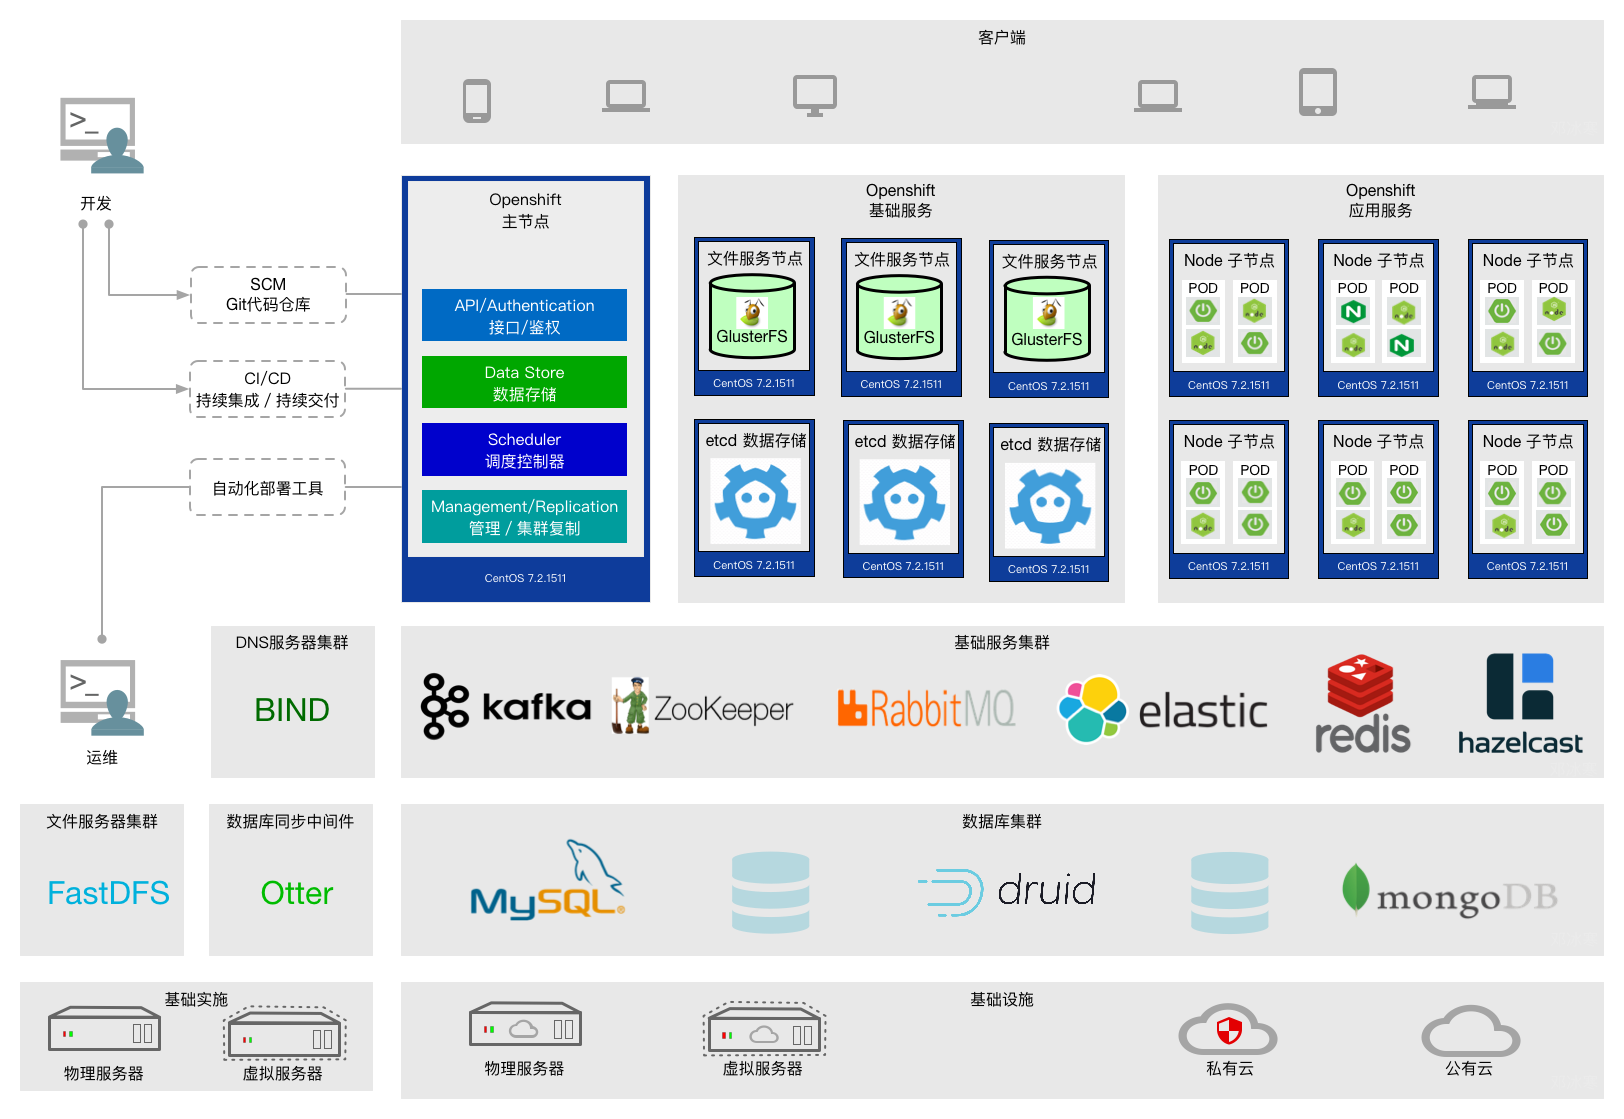 客户端
>_
开发
SCM
Git代码仓库
CI/CD
持续集成 / 持续交付
自动化部署工具
>_
运维
Openshift
主节点
API/Authentication
接口/鉴权
Data Store
数据存储
Scheduler
调度控制器
Management/Replication
管理 / 集群复制
CentOS 7.2.1511
Openshift
基础服务
文件服务节点
GlusterFS
CentOS 7.2.1511
文件服务节点
GlusterFS
CentOS 7.2.1511
文件服务节点
GlusterFS
CentOS 7.2.1511
etcd 数据存储
CentOS 7.2.1511
etcd 数据存储
CentOS 7.2.1511
etcd 数据存储
CentOS 7.2.1511
Openshift
应用服务
Node 子节点
POD POD
node
node
CentOS 7.2.1511
Node 子节点
POD POD
N node
node N
CentOS 7.2.1511
Node 子节点
POD POD
node
node
CentOS 7.2.1511
Node 子节点
POD POD
node
CentOS 7.2.1511
Node 子节点
POD POD
node
CentOS 7.2.1511
Node 子节点
POD POD
node
CentOS 7.2.1511
DNS服务器集群
BIND
基础服务集群
kafka
ZooKeeper
RabbitMQ
elastic
redis
hazelcast
文件服务器集群
FastDFS
数据库同步中间件
Otter
数据库集群
MySQL®
druid
mongoDB
基础实施
物理服务器
虚拟服务器
基础设施
物理服务器
虚拟服务器
私有云
公有云